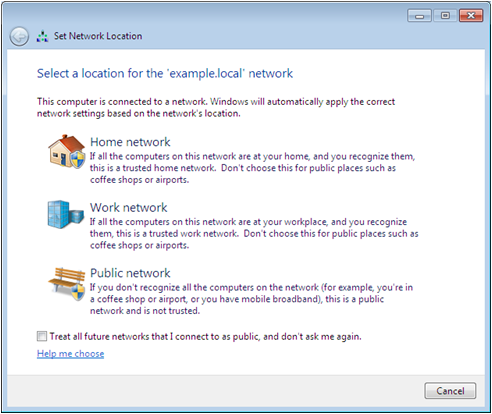 Set Network Location
Select a location for the 'example.local' network
This computer is connected to a network. Windows will automatically apply the correct
network settings based on the network's location.
Home network
If all the computers on this network are at your home, and you recognize them,
this is a trusted home network.  Don't choose this for public places such as
coffee shops or airports.
Work network
If all the computers on this network are at your workplace, and you recognize
them, this is a trusted work network.  Don't choose this for public places such as
coffee shops or airports.
Public network
If you don't recognize all the computers on the network (for example, you're in
a coffee shop or airport, or you have mobile broadband), this is a public
network and is not trusted.
Treat all future networks that I connect to as public, and don't ask me again.
Help me choose
Cancel